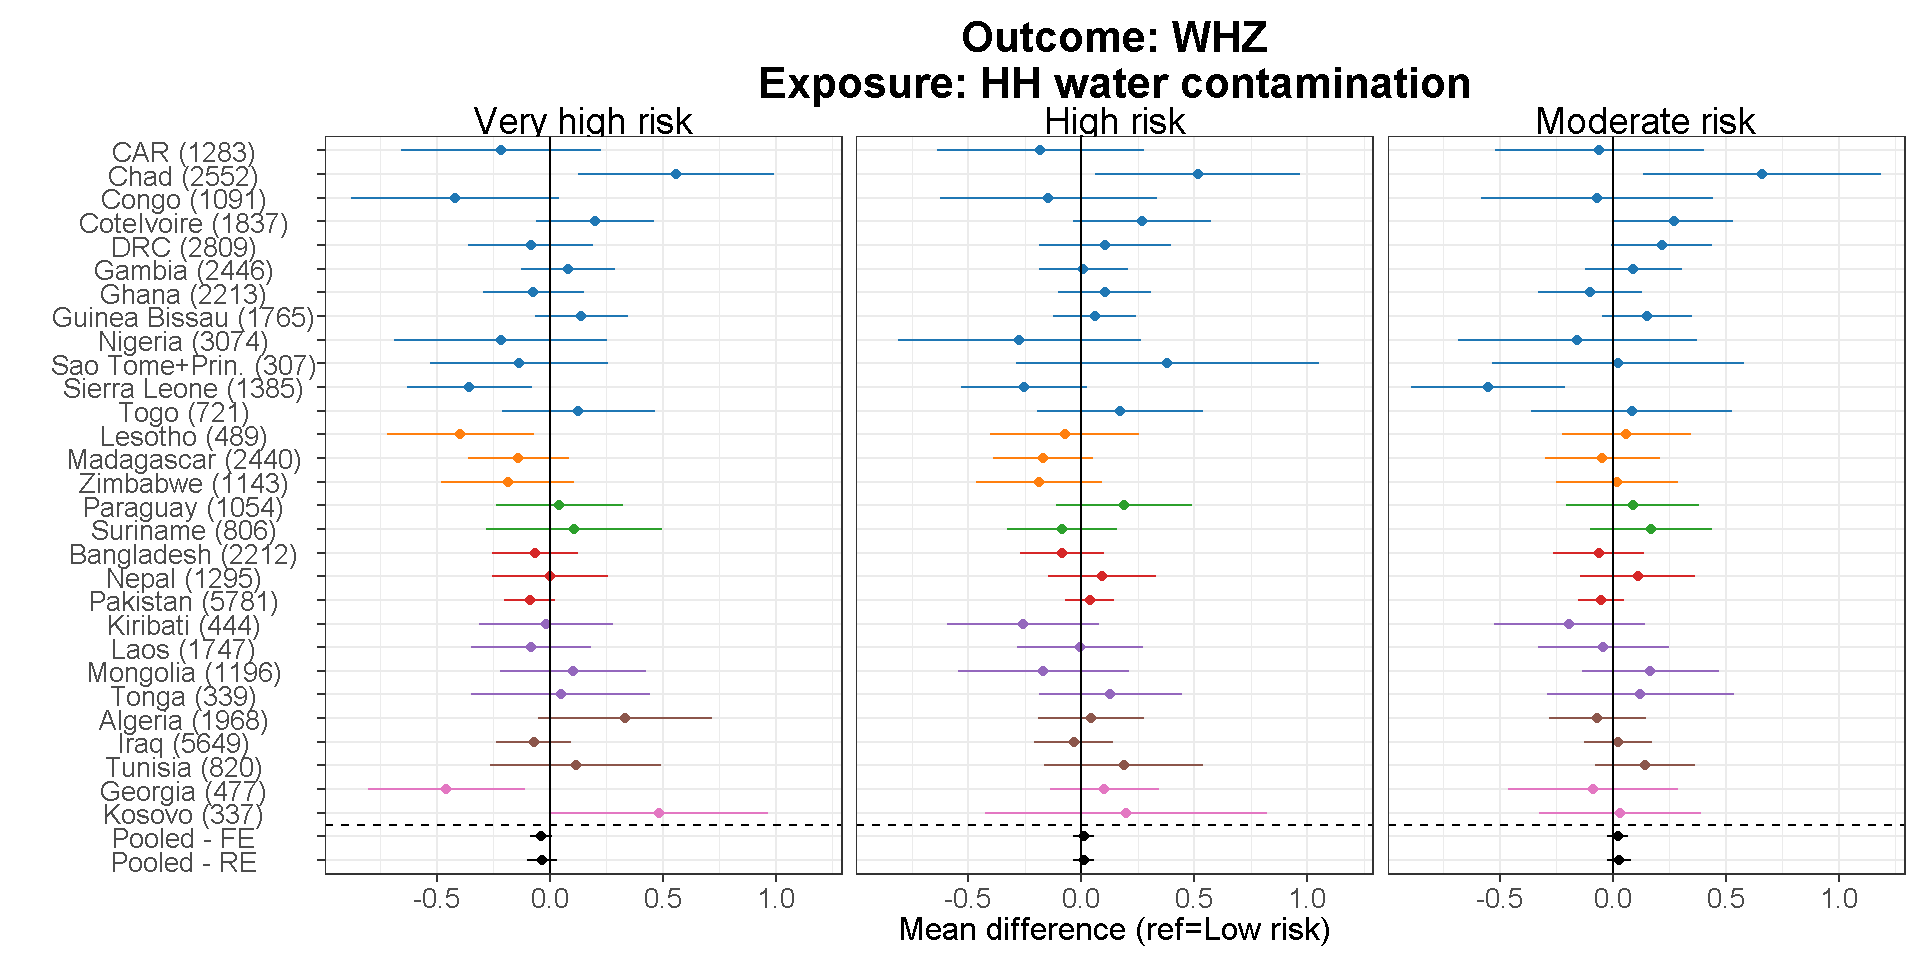 Outcome: WHZ
Exposure: HH water contamination
Very high risk
High risk
Moderate risk
CAR (1283)
Chad (2552)
Congo (1091)
CoteIvoire (1837)
DRC (2809)
Gambia (2446)
Ghana (2213)
Guinea Bissau (1765)
Nigeria (3074)
Sao Tome+Prin. (307)
Sierra Leone (1385)
Togo (721)
Lesotho (489)
Madagascar (2440)
Zimbabwe (1143)
Paraguay (1054)
Suriname (806)
Bangladesh (2212)
Nepal (1295)
Pakistan (5781)
Kiribati (444)
Laos (1747)
Mongolia (1196)
Tonga (339)
Algeria (1968)
Iraq (5649)
Tunisia (820)
Georgia (477)
Kosovo (337)
Pooled - FE
Pooled - RE
-0.5 0.0 0.5 1.0
-0.5 0.0 0.5 1.0
-0.5 0.0 0.5 1.0
Mean difference (ref=Low risk)